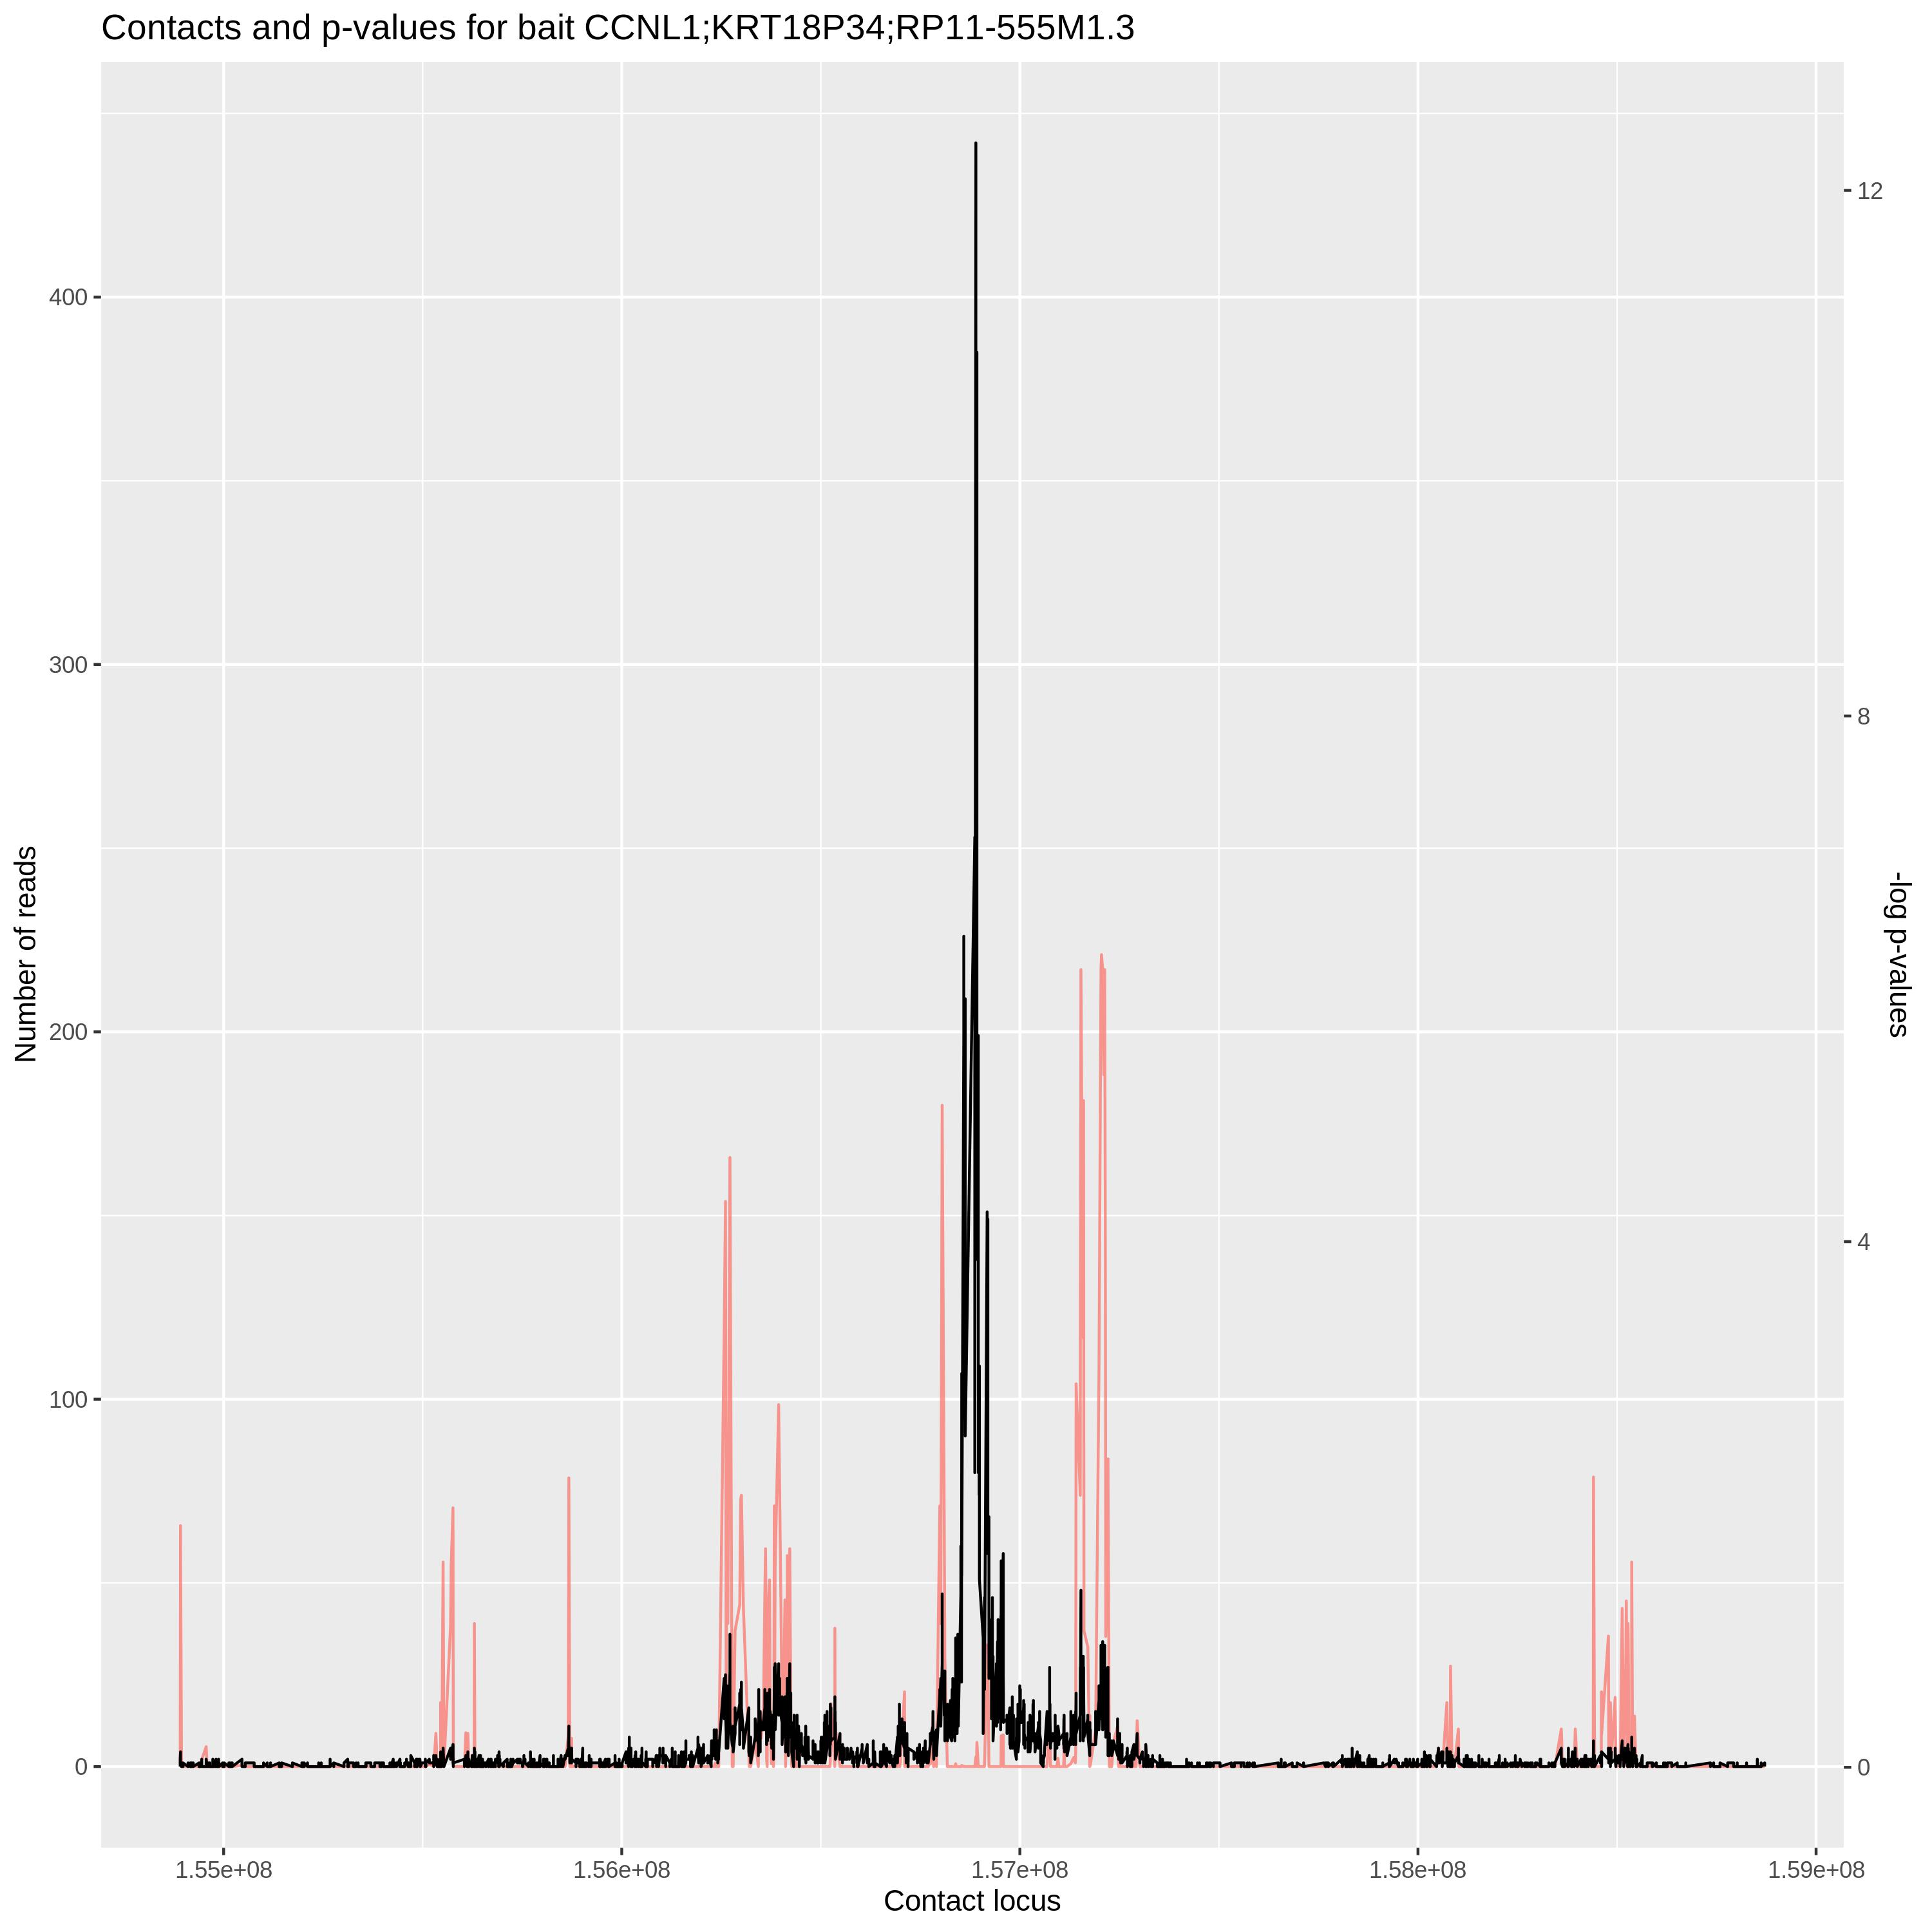 Contacts and p-values for bait CCNL1;KRT18P34;RP11-555M1.3
400
300
200
100
0
Number of reads
12
8
4
0
-log p-values
1.55e+08
1.56e+08
1.57e+08
1.58e+08
1.59e+08
Contact locus